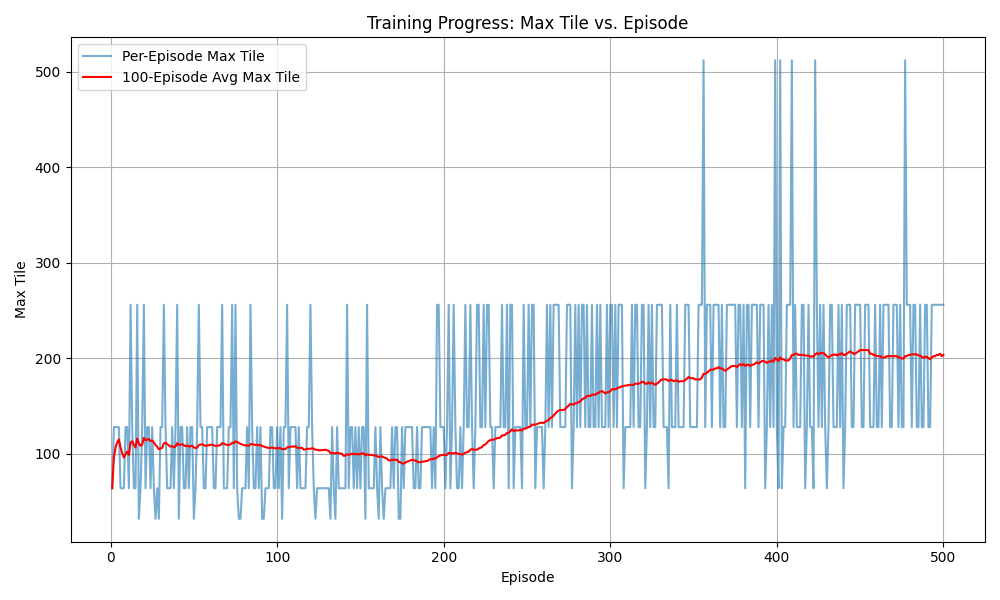 Training Progress: Max Tile vs. Episode
Per-Episode Max Tile
100-Episode Avg Max Tile
500
400
300
200
100
Max Tile
0
100
200
300
400
500
Episode